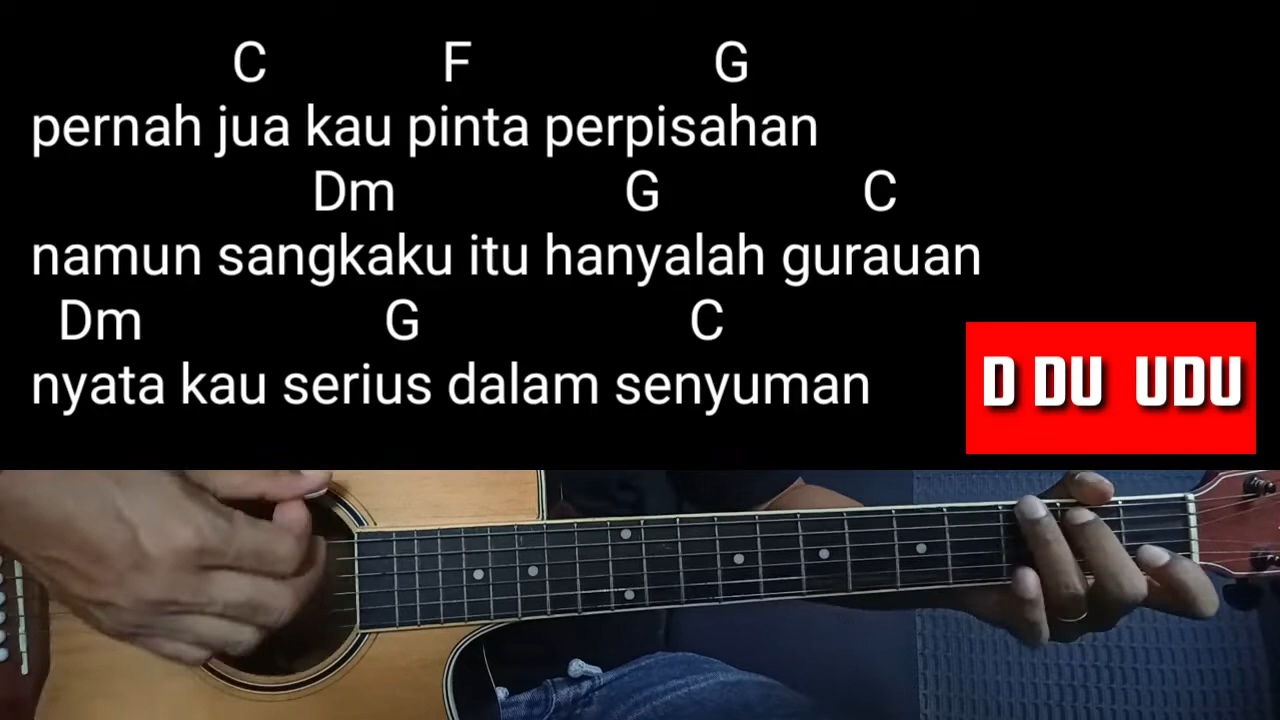 C F G
pernah jua kau pinta perpisahan
Dm G C
namun sangkaku itu hanyalah gurauan
Dm G C
nyata kau serius dalam senyuman
D DU UDU